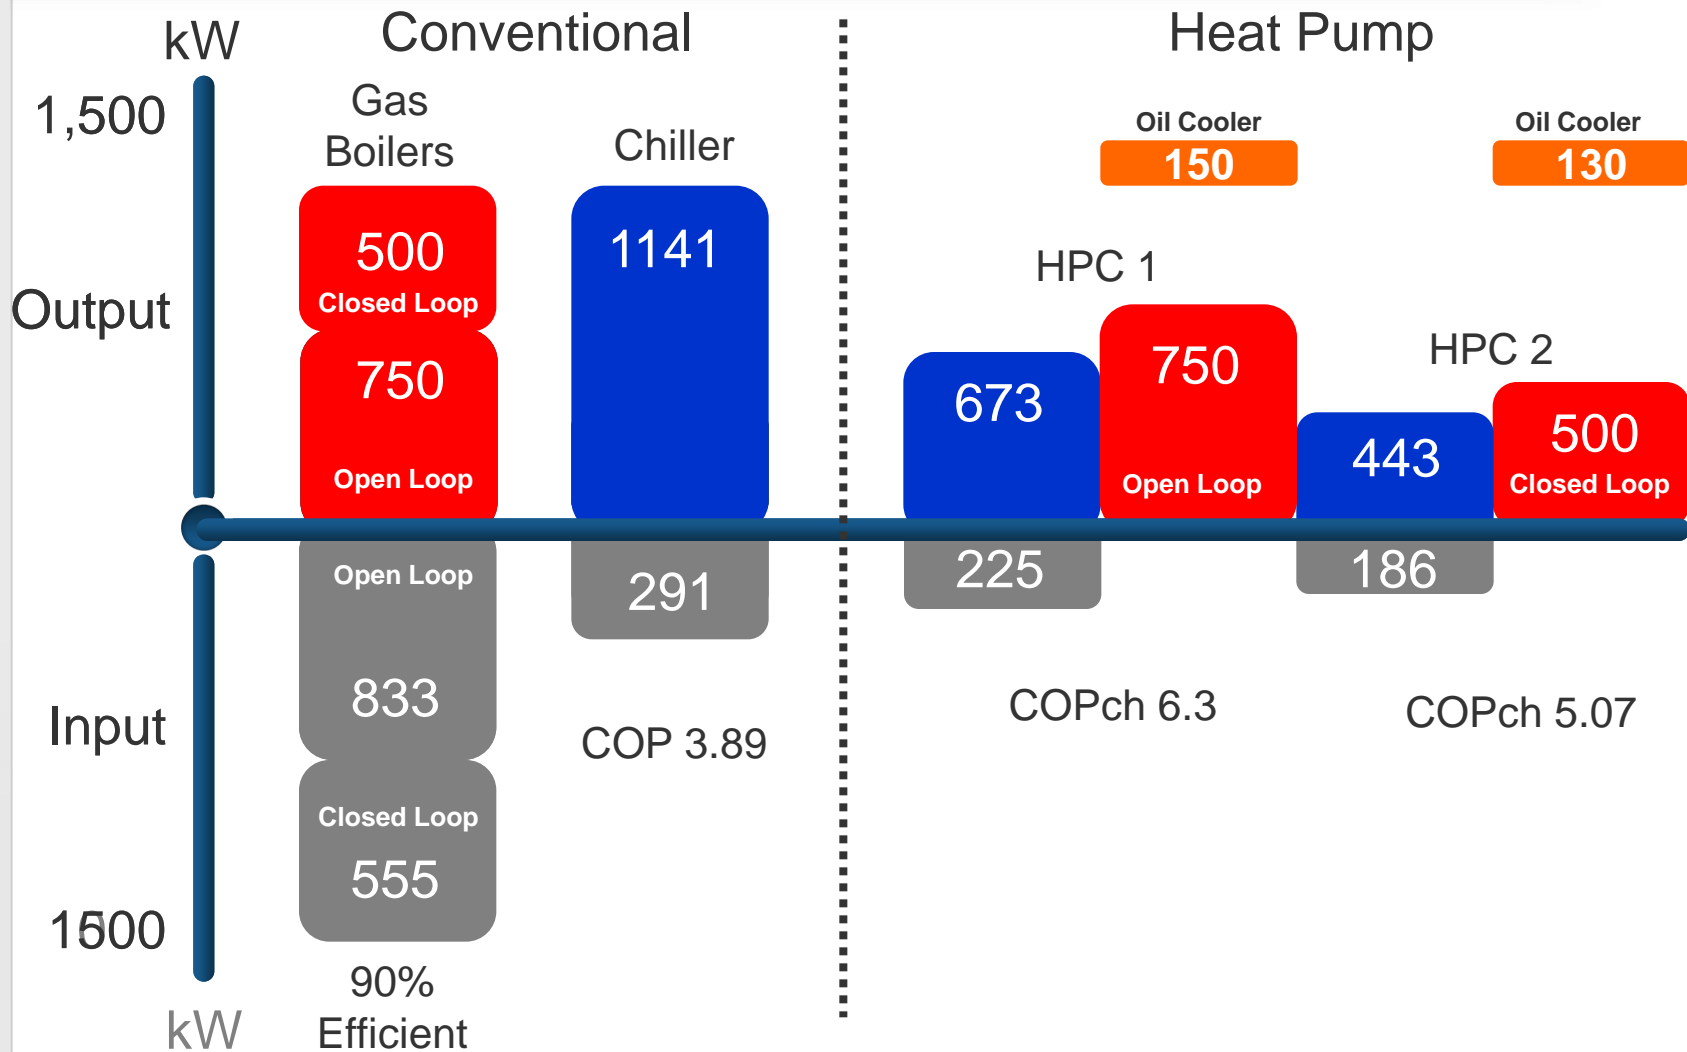 kW
Conventional
Heat Pump
1,500
Gas
Boilers
Chiller
Oil Cooler
150
Oil Cooler
130
Output
500
Closed Loop
750
Open Loop
1141
HPC 1
673
750
Open Loop
HPC 2
443
500
Closed Loop
Input
Open Loop
833
Closed Loop
555
90%
Efficient
291
COP 3.89
225
COPch 6.3
186
COPch 5.07
kW